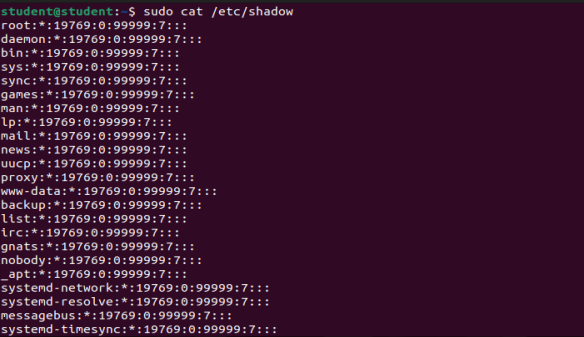 student@student:~$ sudo cat /etc/shadow
root:*:19769:0:99999:7:::
daemon:*:19769:0:99999:7:::
bin:*:19769:0:99999:7:::
sys:*:19769:0:99999:7:::
sync:*:19769:0:99999:7:::
games:*:19769:0:99999:7:::
man:*:19769:0:99999:7:::
lp:*:19769:0:99999:7:::
mail:*:19769:0:99999:7:::
news:*:19769:0:99999:7:::
uucp:*:19769:0:99999:7:::
proxy:*:19769:0:99999:7:::
www-data:*:19769:0:99999:7:::
backup:*:19769:0:99999:7:::
list:*:19769:0:99999:7:::
irc:*:19769:0:99999:7:::
gnats:*:19769:0:99999:7:::
nobody:*:19769:0:99999:7:::
_apt:*:19769:0:99999:7:::
systemd-network:*:19769:0:99999:7:::
systemd-resolve:*:19769:0:99999:7:::
messagebus:*:19769:0:99999:7:::
systemd-timesync:*:19769:0:99999:7:::